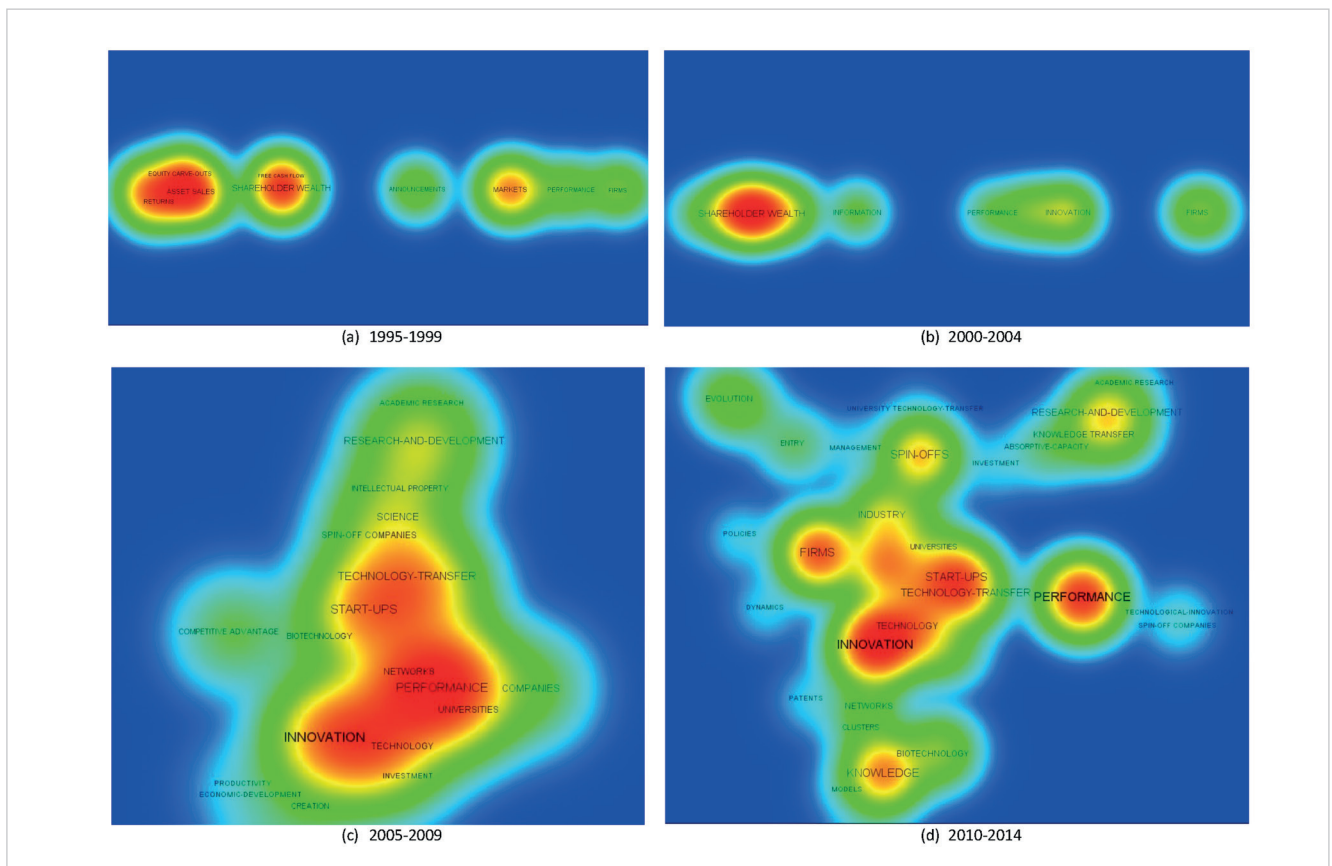 EQUITY CARVE-OUTS
FREE CASH FLOW
ASSET SALES
SHAREHOLDER WEALTH
ANNOUNCEMENTS
MARKETS
PERFORMANCE
FIRMS
RETURNS
(a) 1995-1999
SHAREHOLDER WEALTH
INFORMATION
PERFORMANCE
INNOVATION
FIRMS
(b) 2000-2004
ACADEMIC RESEARCH
RESEARCH-AND-DEVELOPMENT
INTELLECTUAL PROPERTY
SCIENCE
SPIN-OFF COMPANIES
TECHNOLOGY-TRANSFER
START-UPS
COMPETITIVE ADVANTAGE
BIOTECHNOLOGY
NETWORKS
PERFORMANCE
COMPANIES
UNIVERSITIES
INNOVATION
TECHNOLOGY
INVESTMENT
PRODUCTIVITY
ECONOMIC-DEVELOPMENT
CREATION
(c) 2005-2009
ACADEMIC RESEARCH
EVOLUTION
UNIVERSITY TECHNOLOGY-TRANSFER
RESEARCH-AND-DEVELOPMENT
KNOWLEDGE TRANSFER
ENTRY
MANAGEMENT
ABSORPTIVE-CAPACITY
SPIN-OFFS
INVESTMENT
INDUSTRY
POLICIES
UNIVERSITIES
FIRMS
START-UPS
TECHNOLOGY-TRANSFER
PERFORMANCE
DYNAMICS
TECHNOLOGICAL-INNOVATION
TECHNOLOGY
SPIN-OFF COMPANIES
INNOVATION
PATENTS
NETWORKS
CLUSTERS
BIOTECHNOLOGY
KNOWLEDGE
MODELS
(d) 2010-2014